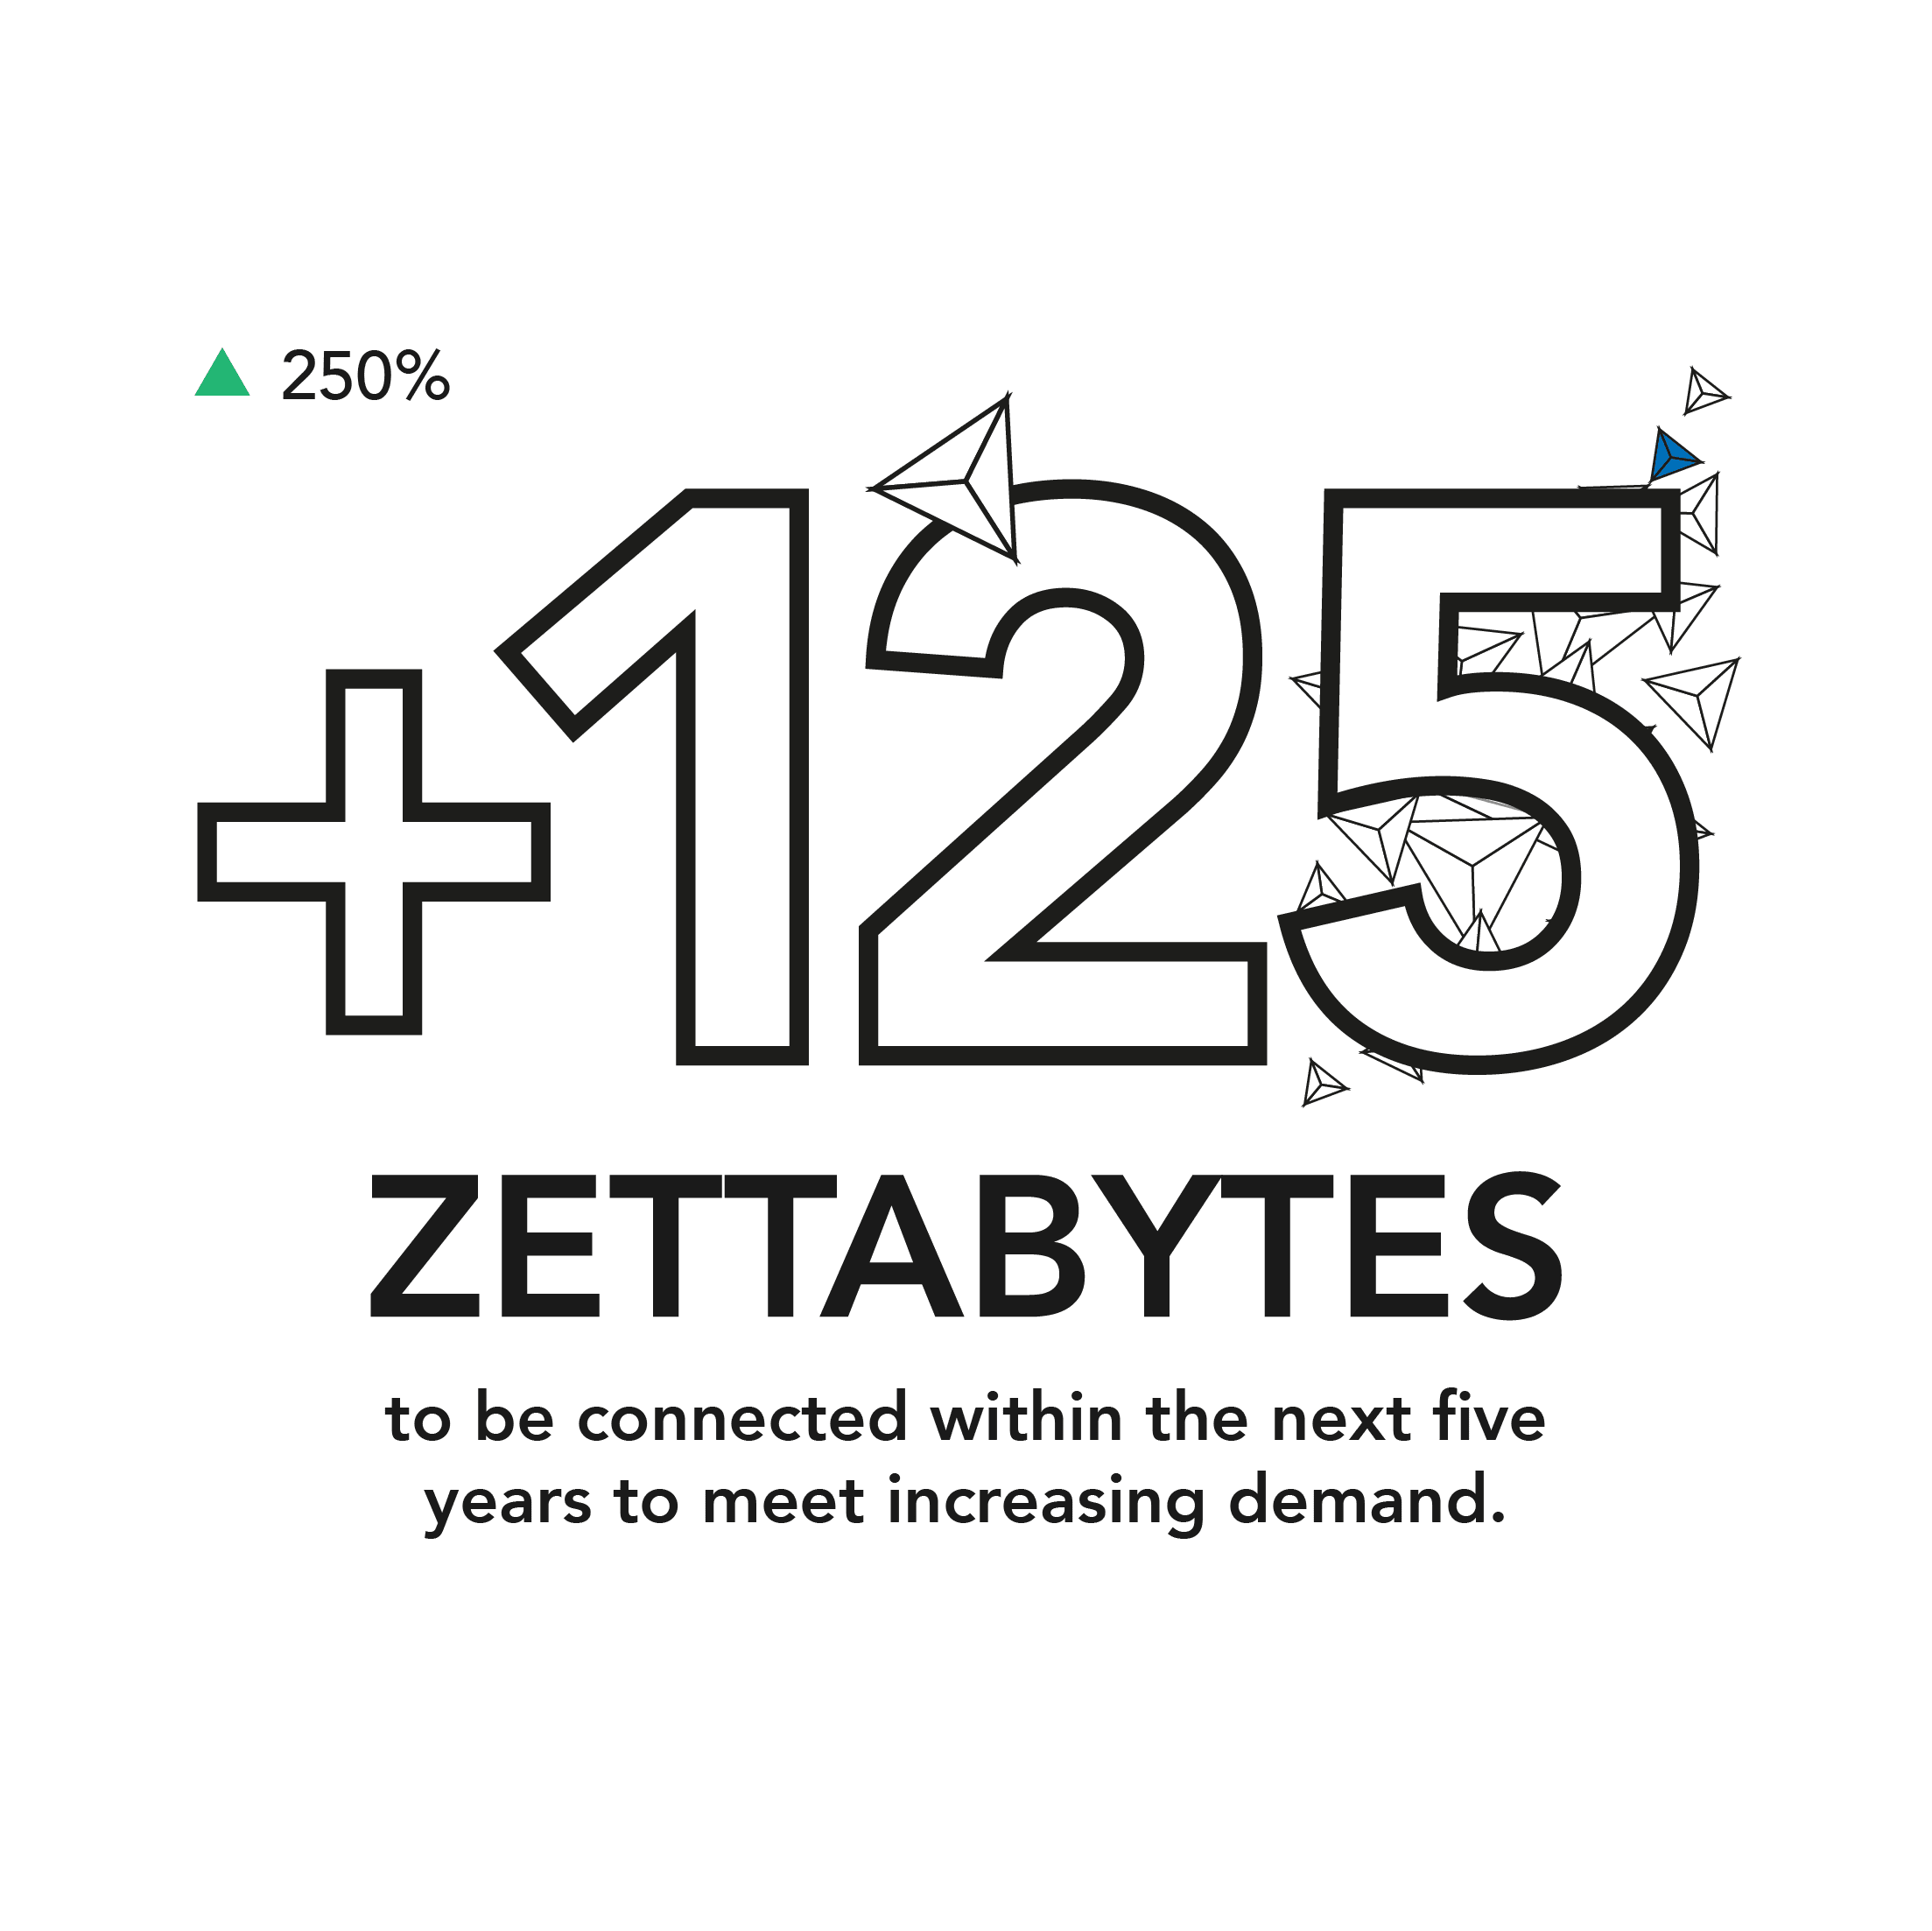 250%
+125
ZETTABYTES
to be connected within the next five
years to meet increasing demand.